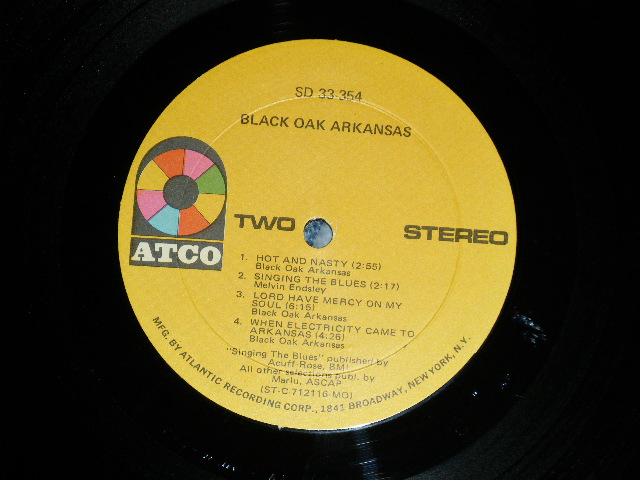 SD 33-354
BLACK OAK ARKANSAS
ATCO
TWO
STEREO
1. HOT AND NASTY (2:55)
Black Oak Arkansas
2. SINGING THE BLUES (2:17)
Melvin Endsley
3. LORD HAVE MERCY ON MY
SOUL (6:15)
Black Oak Arkansas
4. WHEN ELECTRICITY CAME TO
ARKANSAS (4:26)
Black Oak Arkansas
"Singing The Blues" published by
Acuff-Rose, BMI
All other selections publ. by
Marlu, ASCAP
(ST-C-712116-MO)
MFG. BY ATLANTIC RECORDING CORP., 1841 BROADWAY, NEW YORK, N.Y.